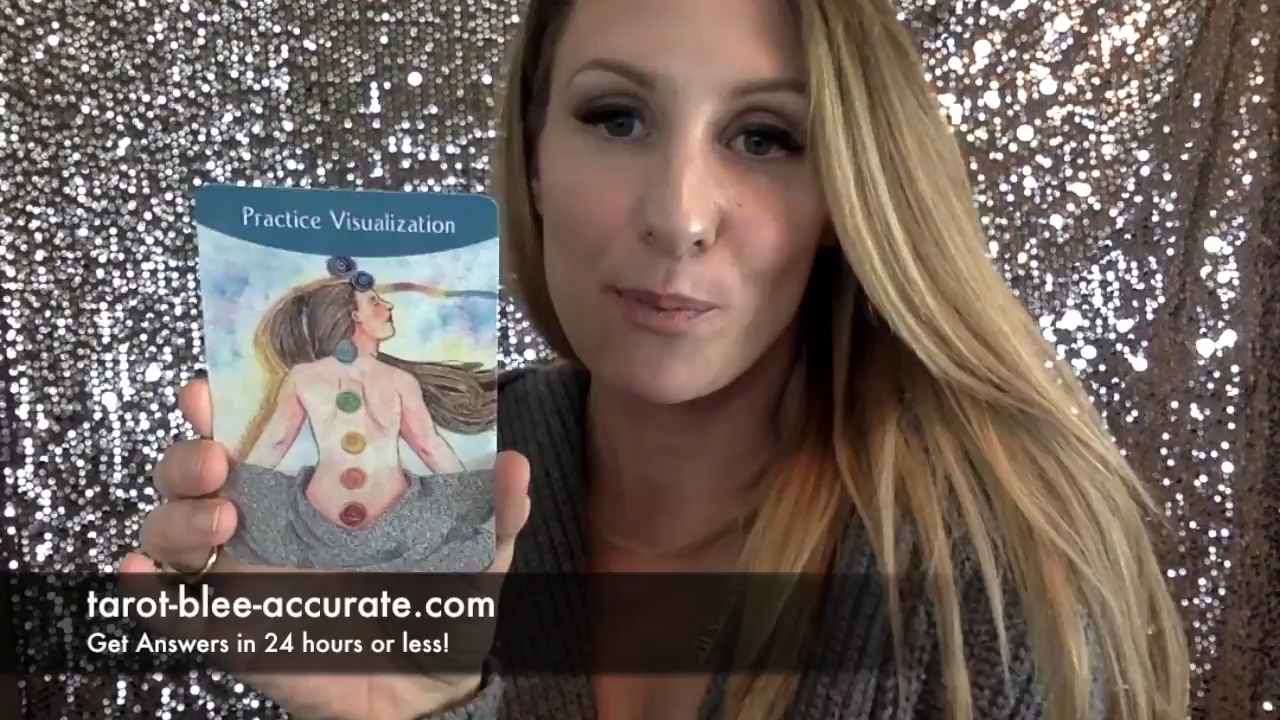 Practice Visualization
tarot-blee-accurate.com
Get Answers in 24 hours or less!